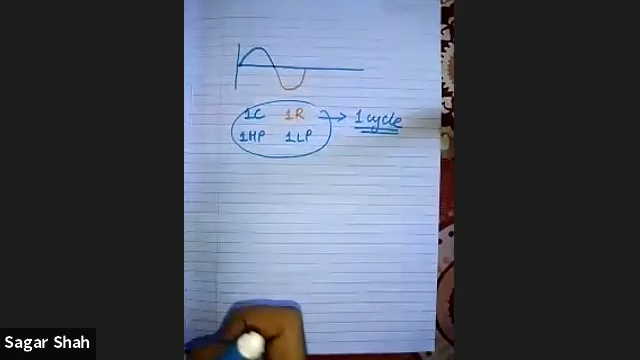 1C 1R → 1 cycle
1HP 1LP
Sagar Shah